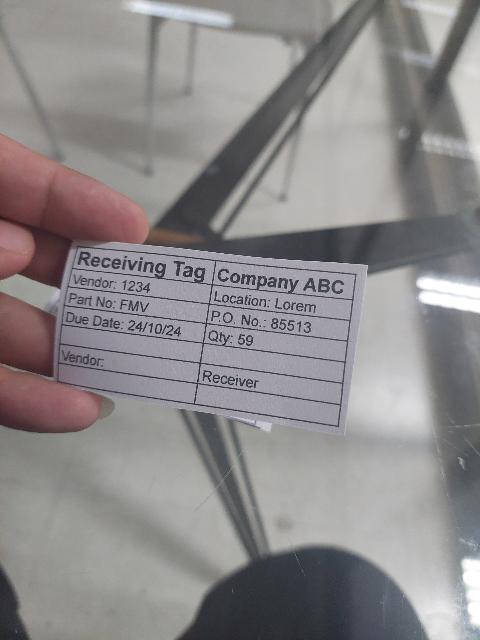 Receiving Tag Company ABC
Vendor: 1234 Location: Lorem
Part No: FMV P.O. No.: 85513
Due Date: 24/10/24 Qty: 59
Vendor: Receiver